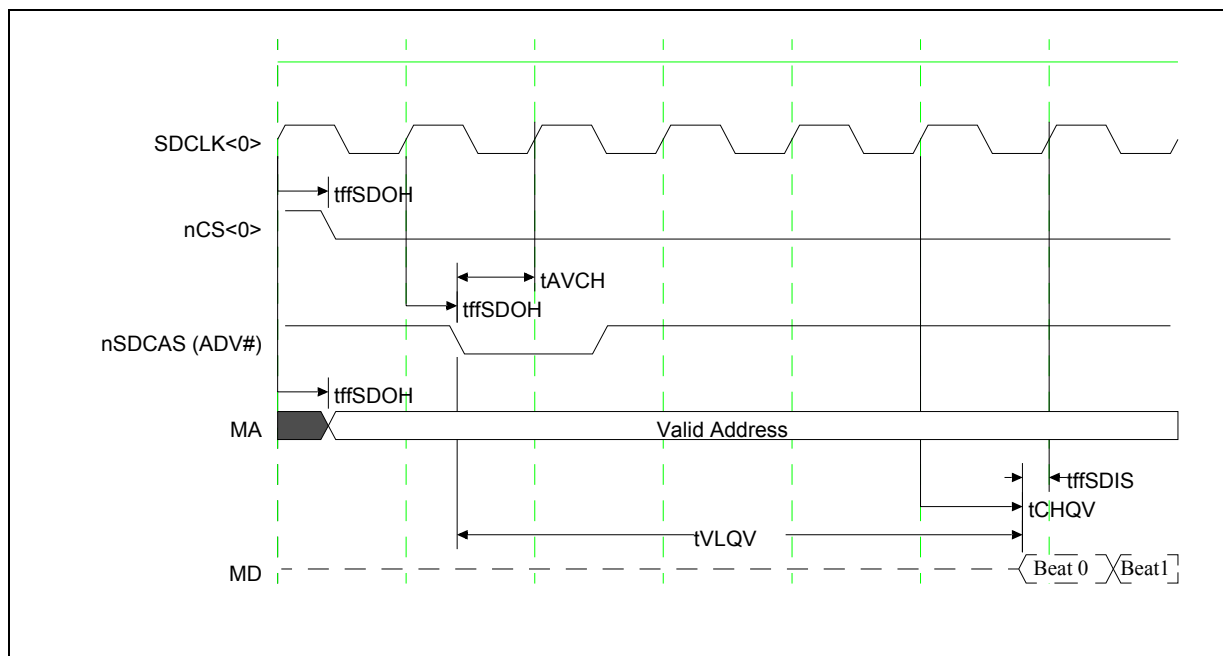 SDCLK<0>
tffSDOH
nCS<0>
tAVCH
tffSDOH
nSDCAS (ADV#)
tffSDOH
MA
Valid Address
tffSDIS
tCHQV
tVLQV
MD
Beat 0
Beat1